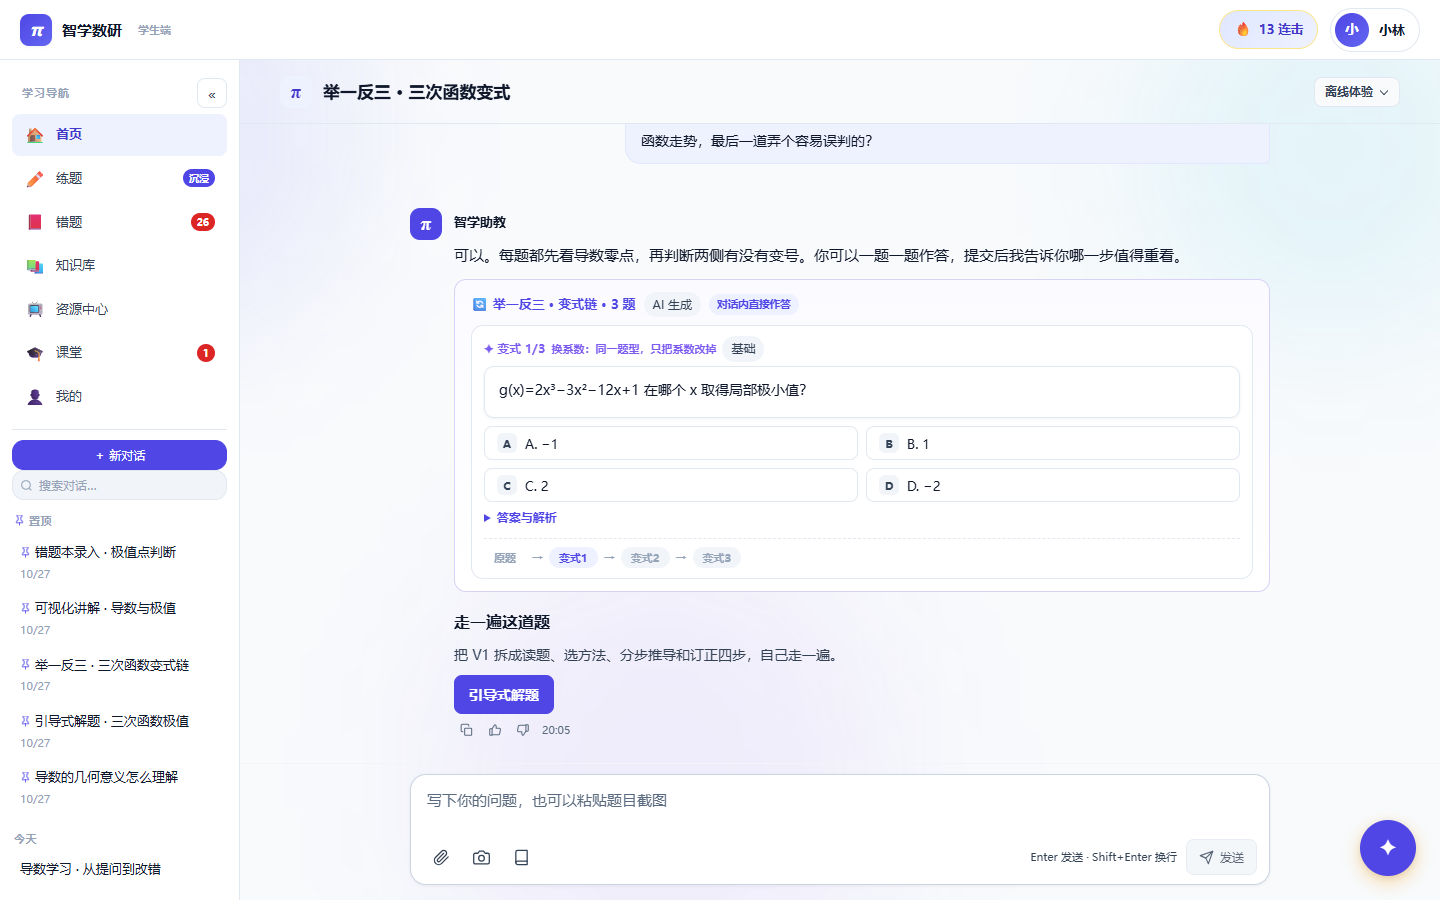 π 智学数研 学生端
13 连击
小 小林
学习导航
«
首页
练题 沉浸
错题 26
知识库
资源中心
课堂 1
我的
+ 新对话
搜索对话...
置顶
错题本录入 · 极值点判断
10/27
可视化讲解 · 导数与极值
10/27
举一反三 · 三次函数变式链
10/27
引导式解题 · 三次函数极值
10/27
导数的几何意义怎么理解
10/27
今天
导数学习 · 从提问到改错
π 举一反三 • 三次函数变式
离线体验
函数走势，最后一道弄个容易误判的?
π 智学助教
可以。每题都先看导数零点，再判断两侧有没有变号。你可以一题一题作答，提交后我告诉你哪一步值得重看。
举一反三 • 变式链 • 3 题 AI 生成 对话内直接作答
✦ 变式 1/3 换系数：同一题型，只把系数改掉 基础
g(x)=2x³−3x²−12x+1 在哪个 x 取得局部极小值?
A A. −1
B B. 1
C C. 2
D D. −2
▶ 答案与解析
原题 → 变式1 → 变式2 → 变式3
走一遍这道题
把 V1 拆成读题、选方法、分步推导和订正四步，自己走一遍。
引导式解题
20:05
写下你的问题，也可以粘贴题目截图
Enter 发送 · Shift+Enter 换行
发送